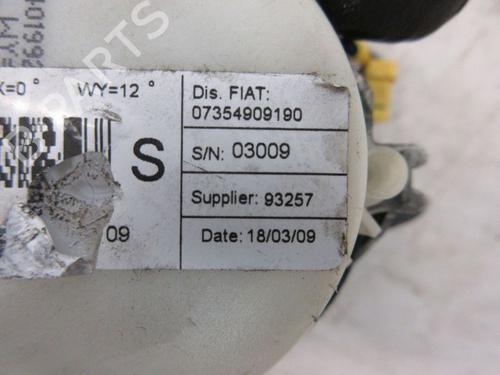 X=0° WY=12°
S
09
Dis. FIAT:
07354909190
S/N: 03009
Supplier: 93257
Date: 18/03/09
B-PARTS